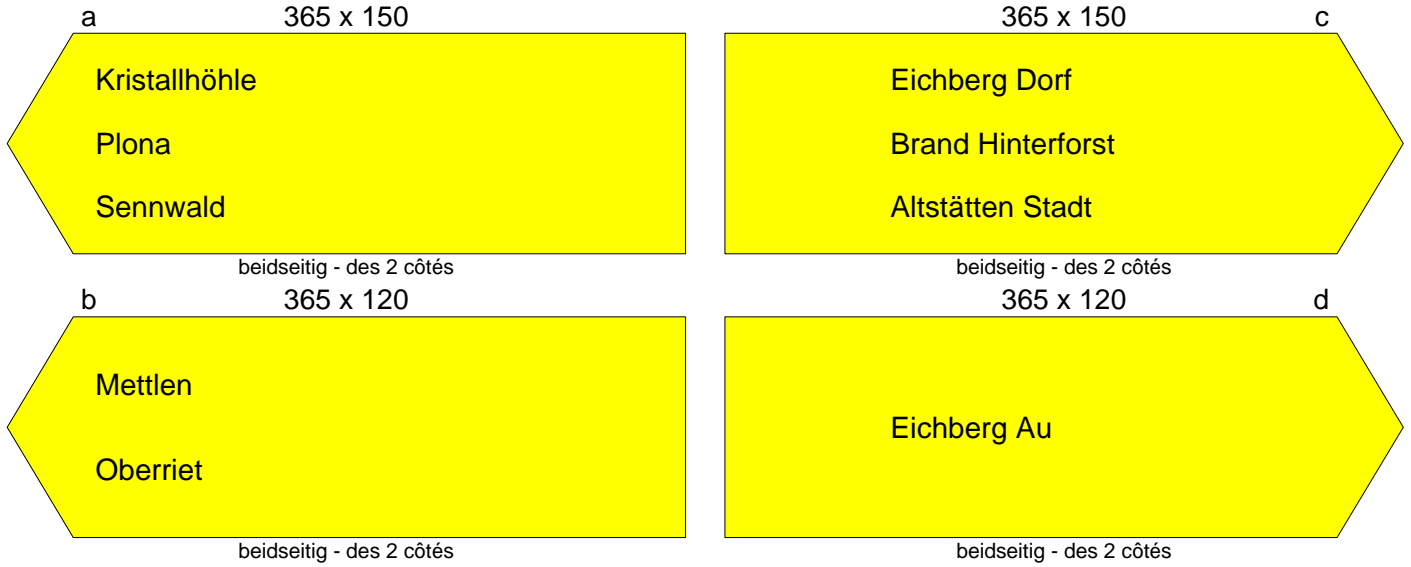 a 365 x 150
Kristallhöhle
Plona
Sennwald
beidseitig - des 2 côtés
365 x 150 c
Eichberg Dorf
Brand Hinterforst
Altstätten Stadt
beidseitig - des 2 côtés
b 365 x 120
Mettlen
Oberriet
beidseitig - des 2 côtés
365 x 120 d
Eichberg Au
beidseitig - des 2 côtés